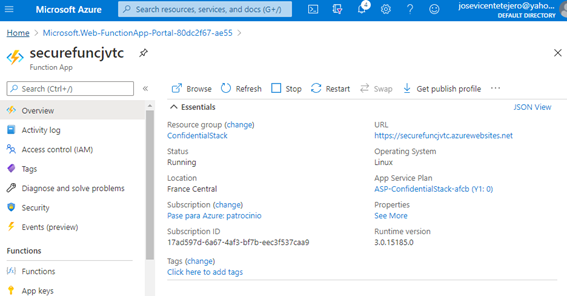 Microsoft Azure
Search resources, services, and docs (G+/)
4
josevicentetejero@yaho...
DEFAULT DIRECTORY
Home > Microsoft.Web-FunctionApp-Portal-80dc2f67-ae55 >
securefuncjvtc
Function App
Search (Ctrl+/)
Overview
Activity log
Access control (IAM)
Tags
Diagnose and solve problems
Security
Events (preview)
Functions
Functions
App keys
Browse Refresh Stop Restart Swap Get publish profile ...
Essentials
JSON View
Resource group (change)
ConfidentialStack
Status
Running
Location
France Central
Subscription (change)
Pase para Azure: patrocinio
Subscription ID
17ad597d-6a67-4af3-bf7b-eec3f537caa9
Tags (change)
Click here to add tags
URL
https://securefuncjvtc.azurewebsites.net
Operating System
Linux
App Service Plan
ASP-ConfidentialStack-afcb (Y1: 0)
Properties
See More
Runtime version
3.0.15185.0